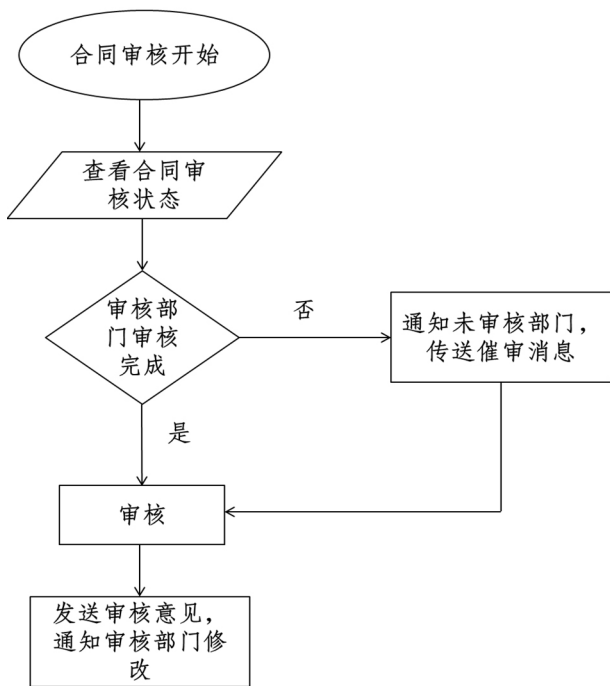 合同审核开始
查看合同审
核状态
审核部
门审核
完成
否
通知未审核部门，
传送催审消息
是
审核
发送审核意见，
通知审核部门修
改